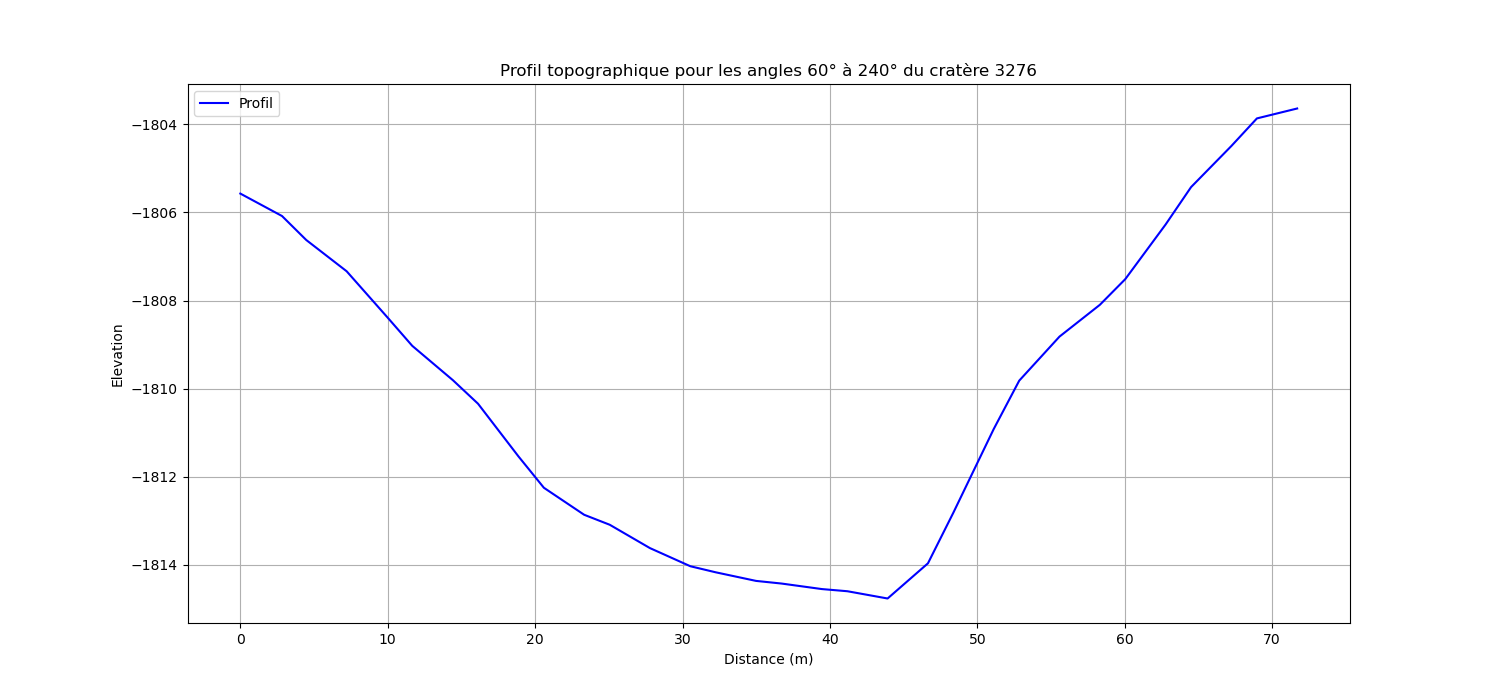 Profil topographique pour les angles 60° à 240° du cratère 3276
Profil
−1804
−1806
−1808
−1810
−1812
−1814
Elevation
0 10 20 30 40 50 60 70
Distance (m)